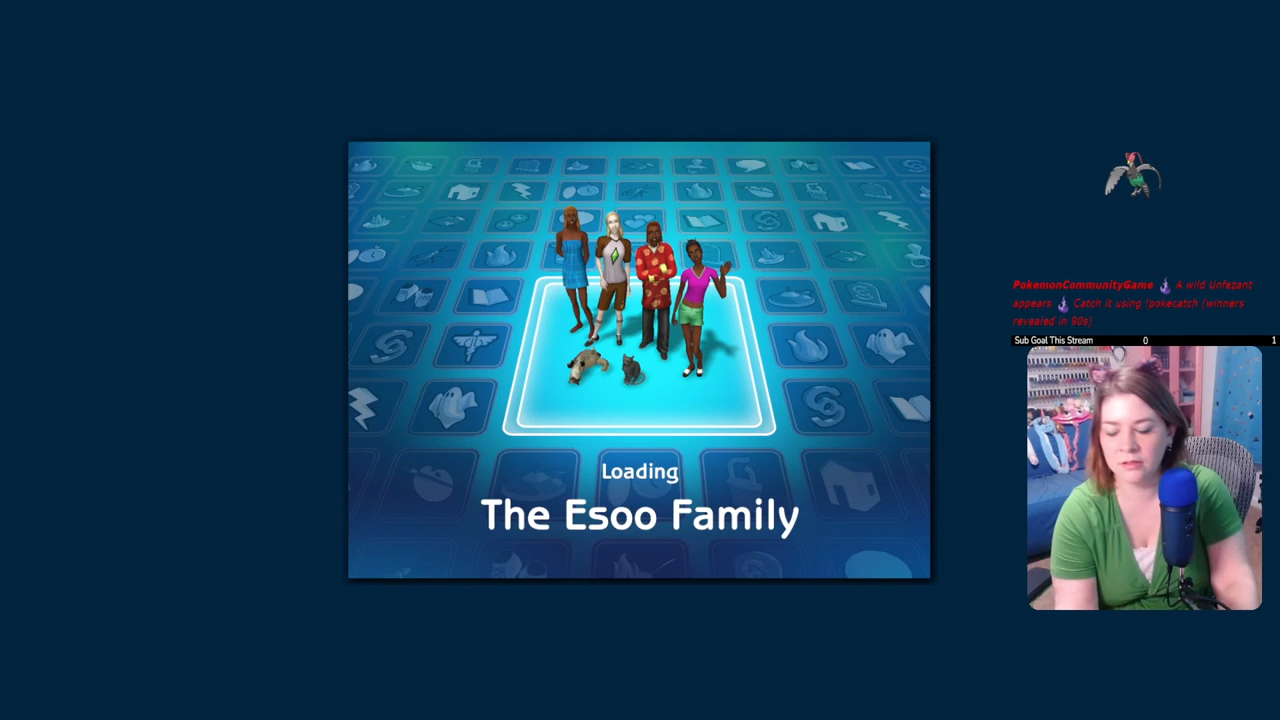 PokemonCommunityGame A wild Unfezant
appears Catch it using !pokecatch (winners
revealed in 90s)
Sub Goal This Stream 0 1
Loading
The Esoo Family